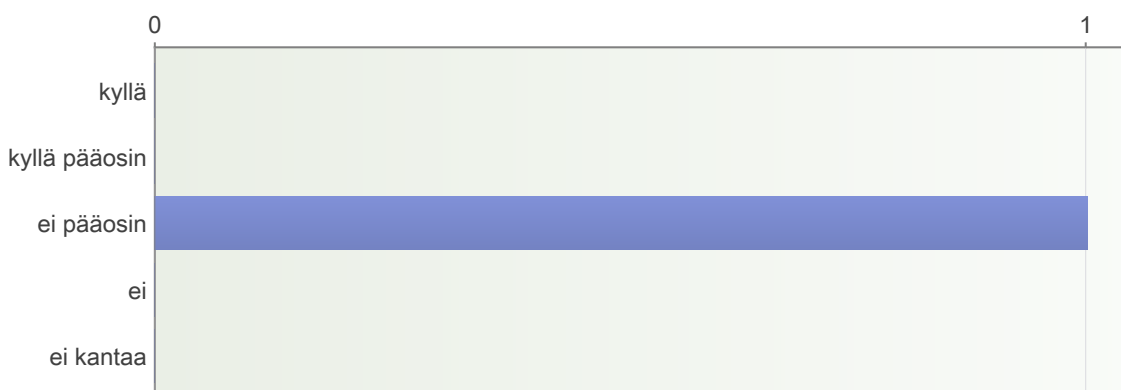 0 1
kyllä
kyllä pääosin
ei pääosin
ei
ei kantaa